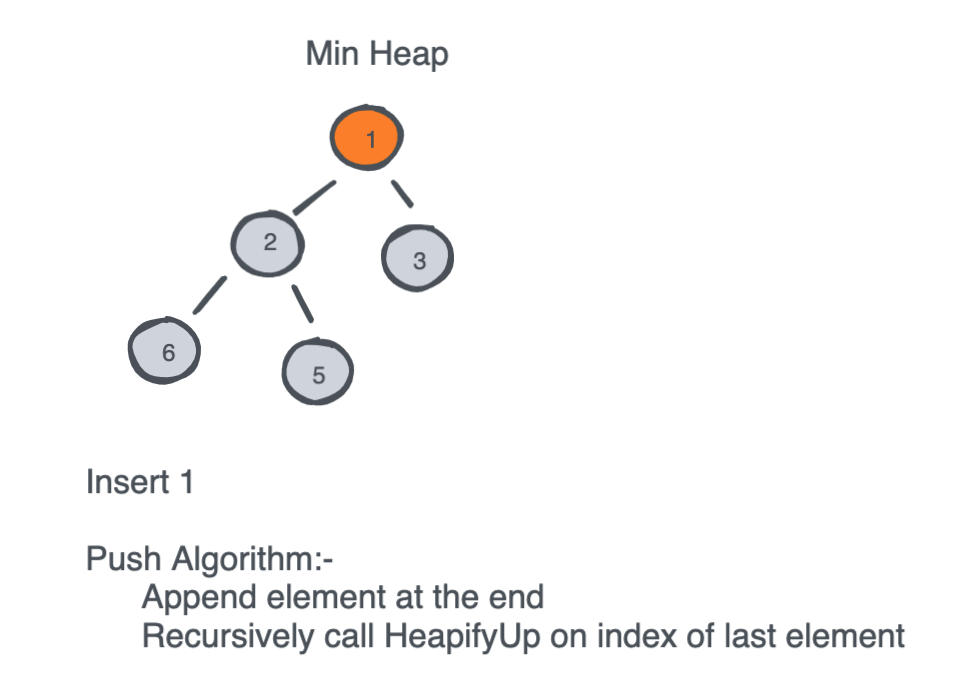 Min Heap
1
2
3
6
5
Insert 1
Push Algorithm:-
Append element at the end
Recursively call HeapifyUp on index of last element